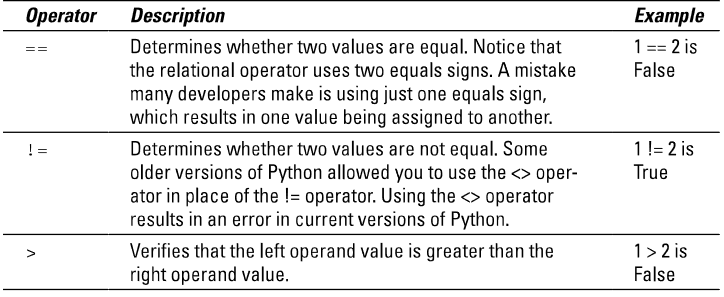 Operator Description Example
== Determines whether two values are equal. Notice that 1 == 2 is
the relational operator uses two equals signs. A mistake False
many developers make is using just one equals sign,
which results in one value being assigned to another.
!= Determines whether two values are not equal. Some 1 != 2 is
older versions of Python allowed you to use the <> oper- True
ator in place of the != operator. Using the <> operator
results in an error in current versions of Python.
> Verifies that the left operand value is greater than the 1 > 2 is
right operand value. False